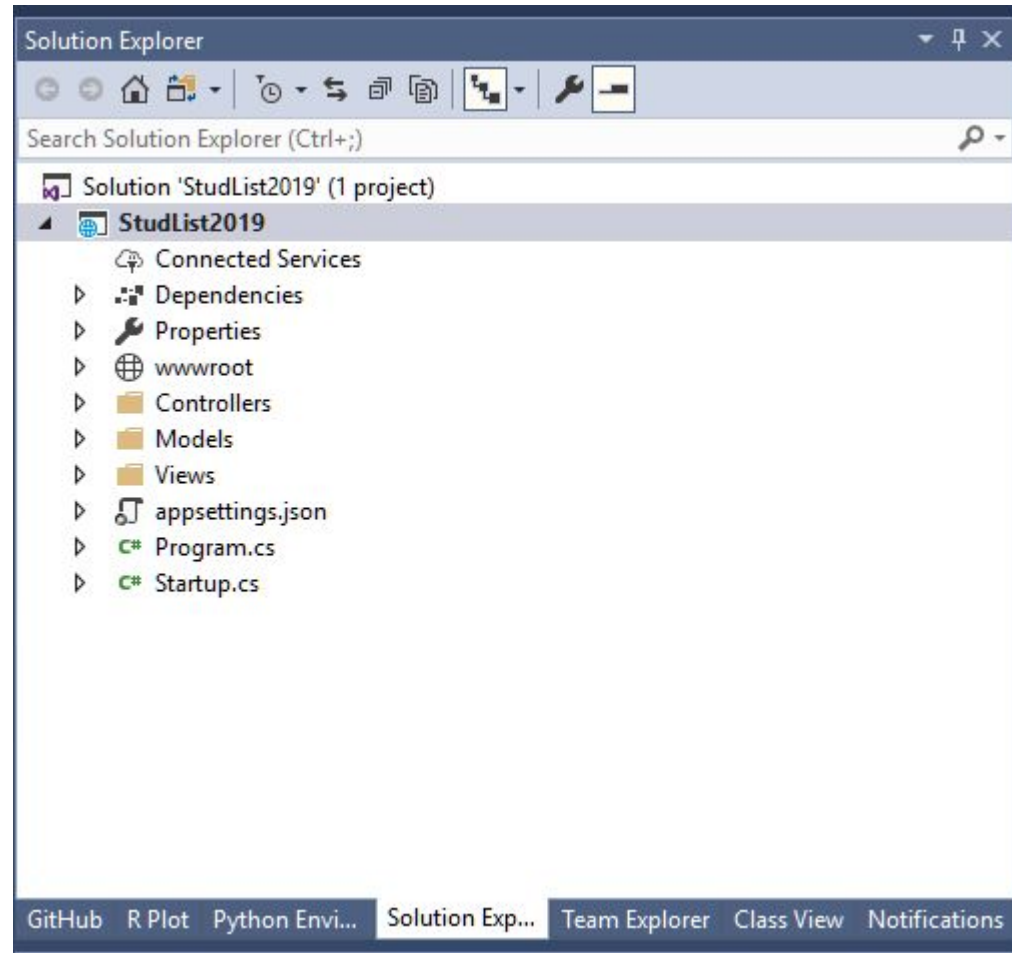 Solution Explorer
Search Solution Explorer (Ctrl+;)
Solution 'StudList2019' (1 project)
StudList2019
Connected Services
Dependencies
Properties
wwwroot
Controllers
Models
Views
appsettings.json
C# Program.cs
C# Startup.cs
GitHub R Plot Python Envi... Solution Exp... Team Explorer Class View Notifications